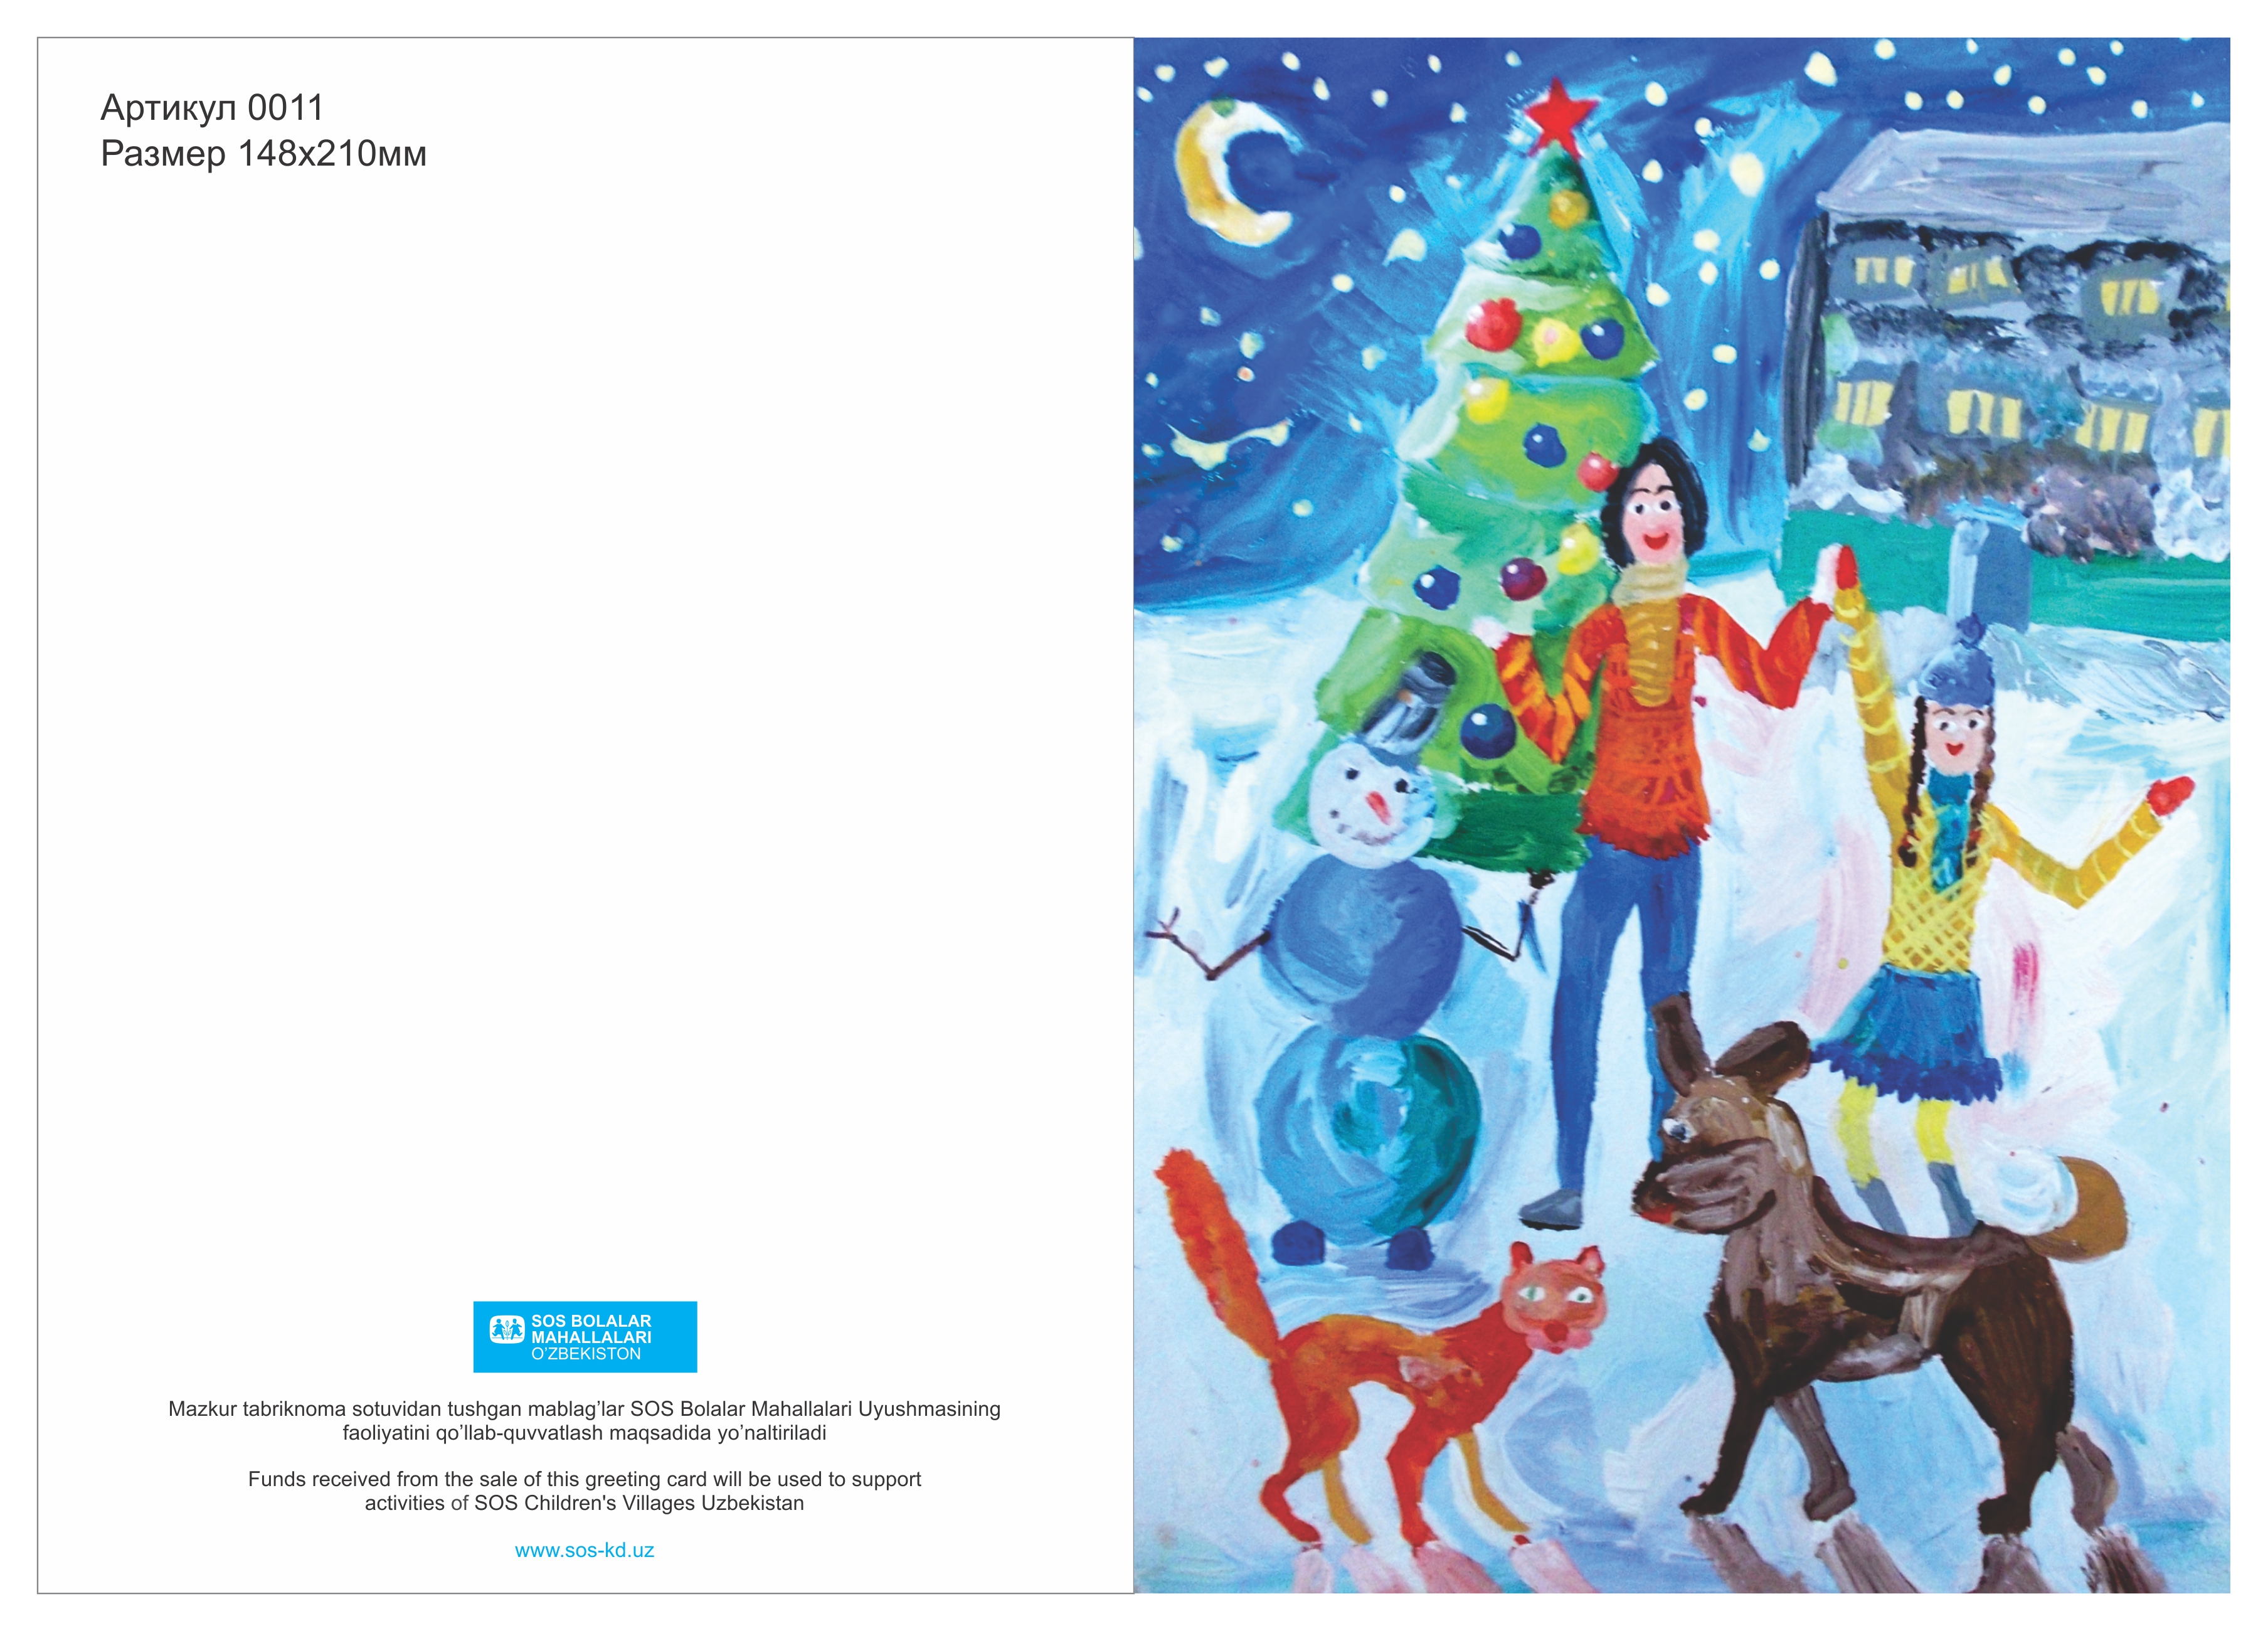 Артикул 0011
Размер 148х210мм
SOS BOLALAR
MAHALLALARI
O’ZBEKISTON
Mazkur tabriknoma sotuvidan tushgan mablag’lar SOS Bolalar Mahallalari Uyushmasining
faoliyatini qo’llab-quvvatlash maqsadida yo’naltiriladi
Funds received from the sale of this greeting card will be used to support
activities of SOS Children's Villages Uzbekistan
www.sos-kd.uz